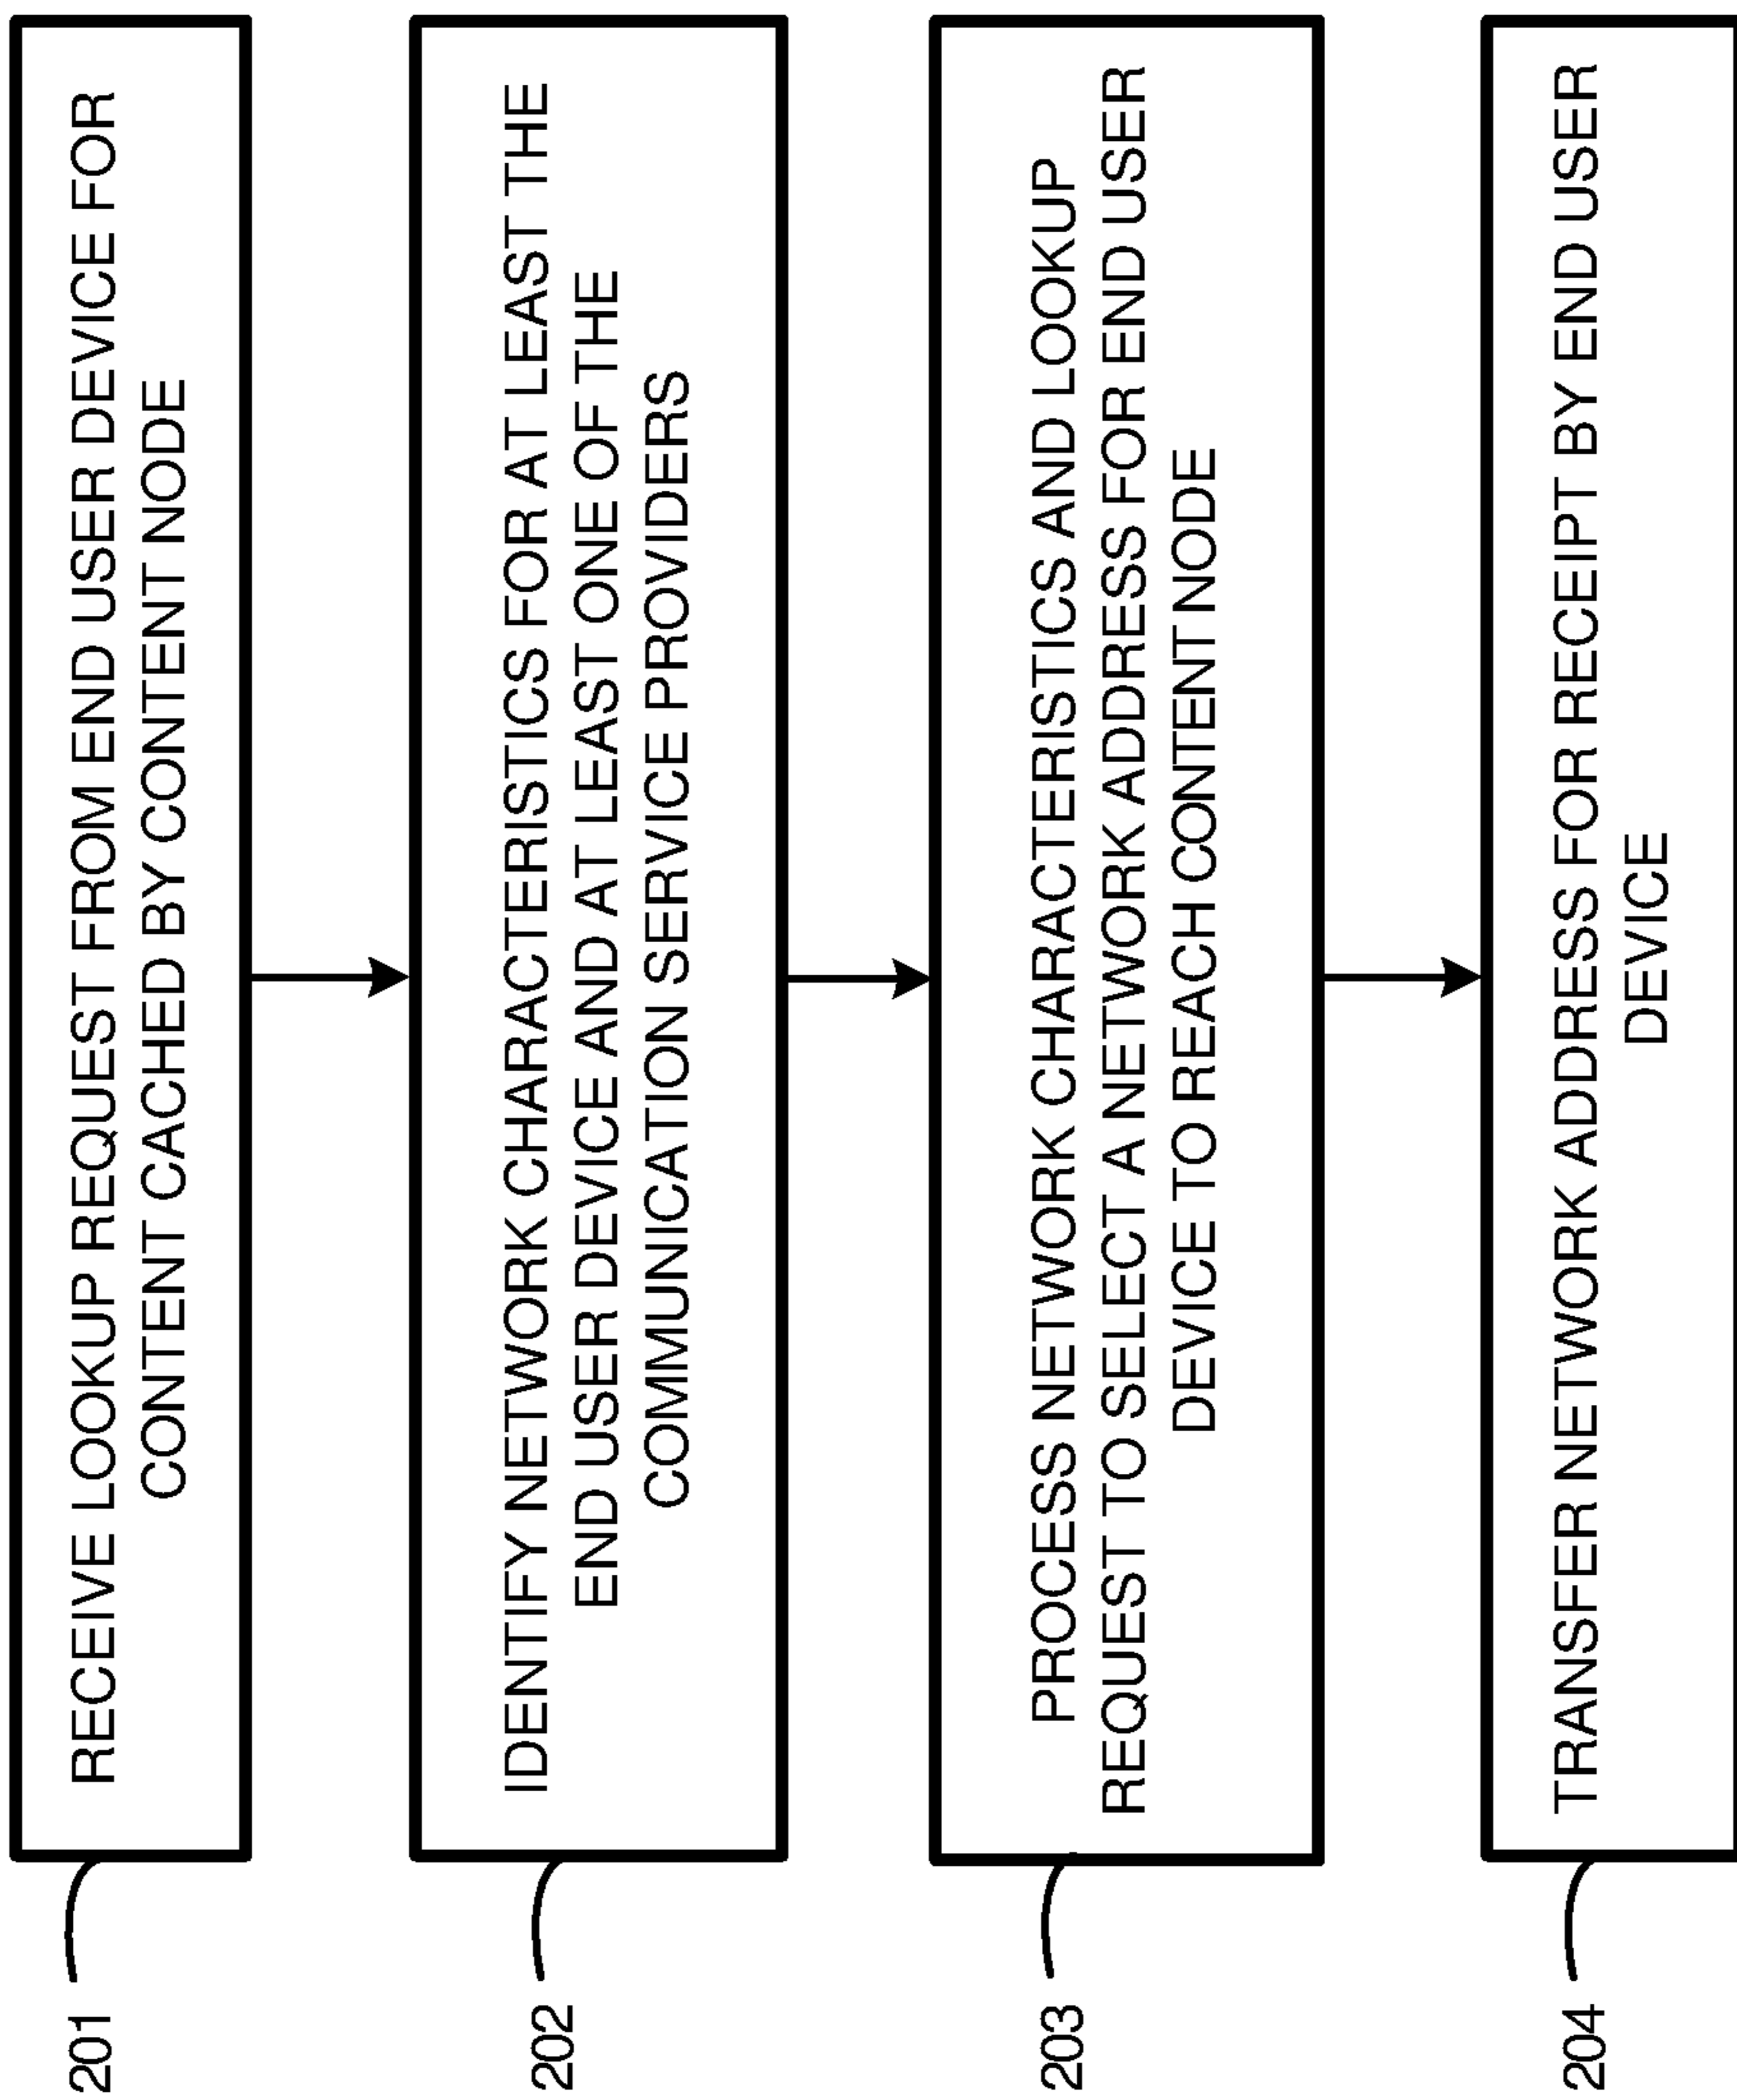 201
RECEIVE LOOKUP REQUEST FROM END USER DEVICE FOR
CONTENT CACHED BY CONTENT NODE
202
IDENTIFY NETWORK CHARACTERISTICS FOR AT LEAST THE
END USER DEVICE AND AT LEAST ONE OF THE
COMMUNICATION SERVICE PROVIDERS
203
PROCESS NETWORK CHARACTERISTICS AND LOOKUP
REQUEST TO SELECT A NETWORK ADDRESS FOR END USER
DEVICE TO REACH CONTENT NODE
204
TRANSFER NETWORK ADDRESS FOR RECEIPT BY END USER
DEVICE